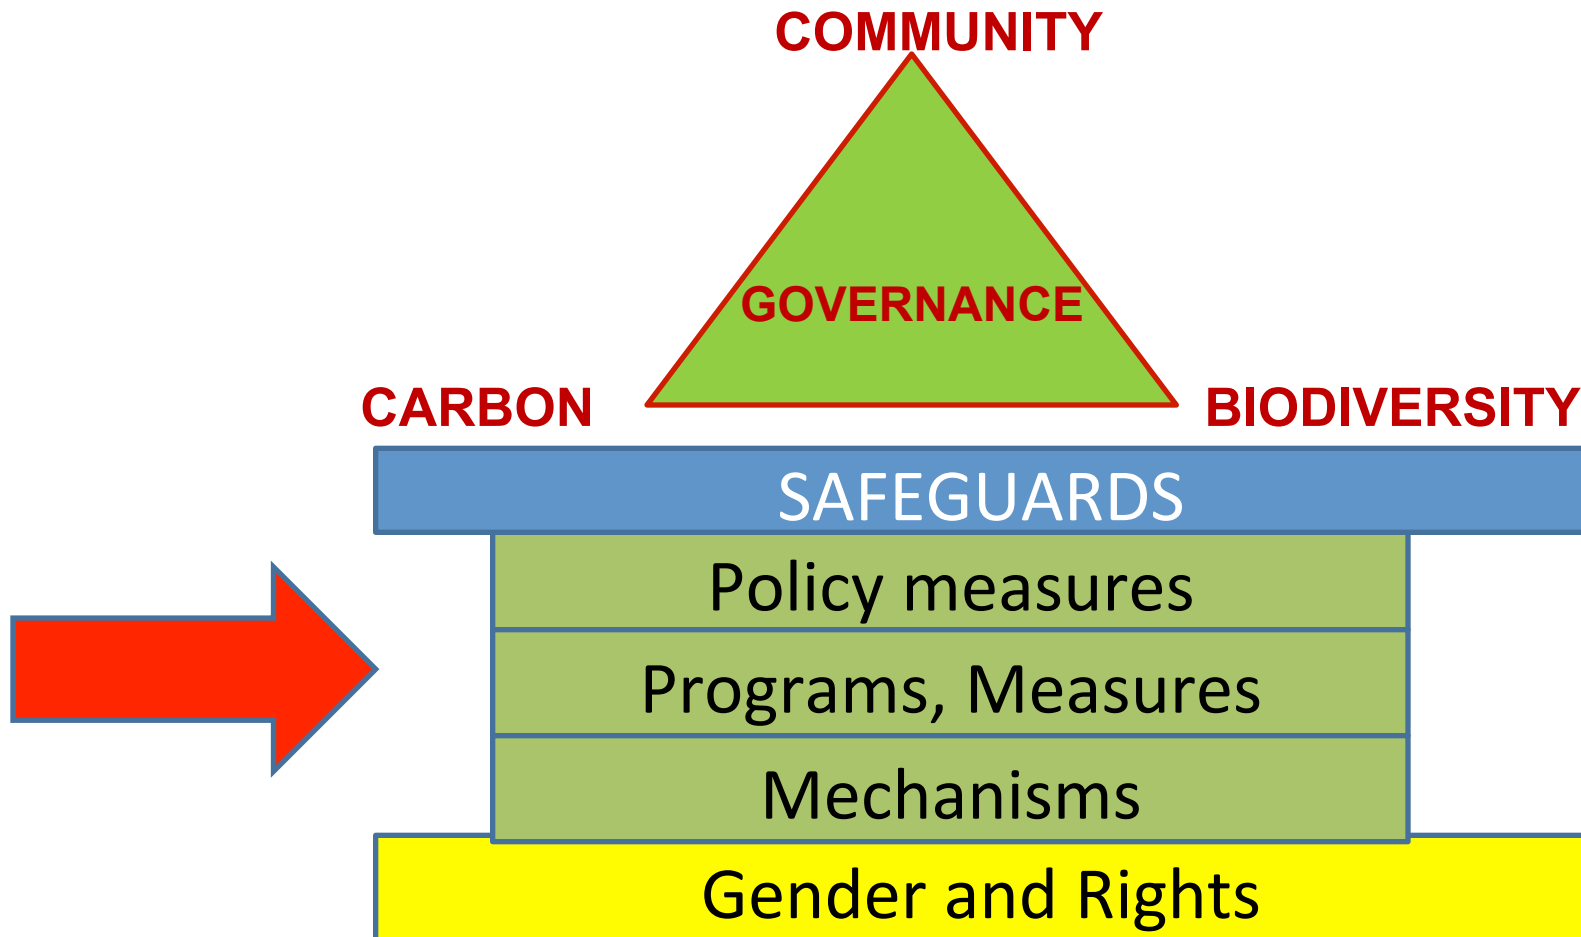 COMMUNITY
GOVERNANCE
CARBON
BIODIVERSITY
SAFEGUARDS
Policy measures
Programs, Measures
Mechanisms
Gender and Rights